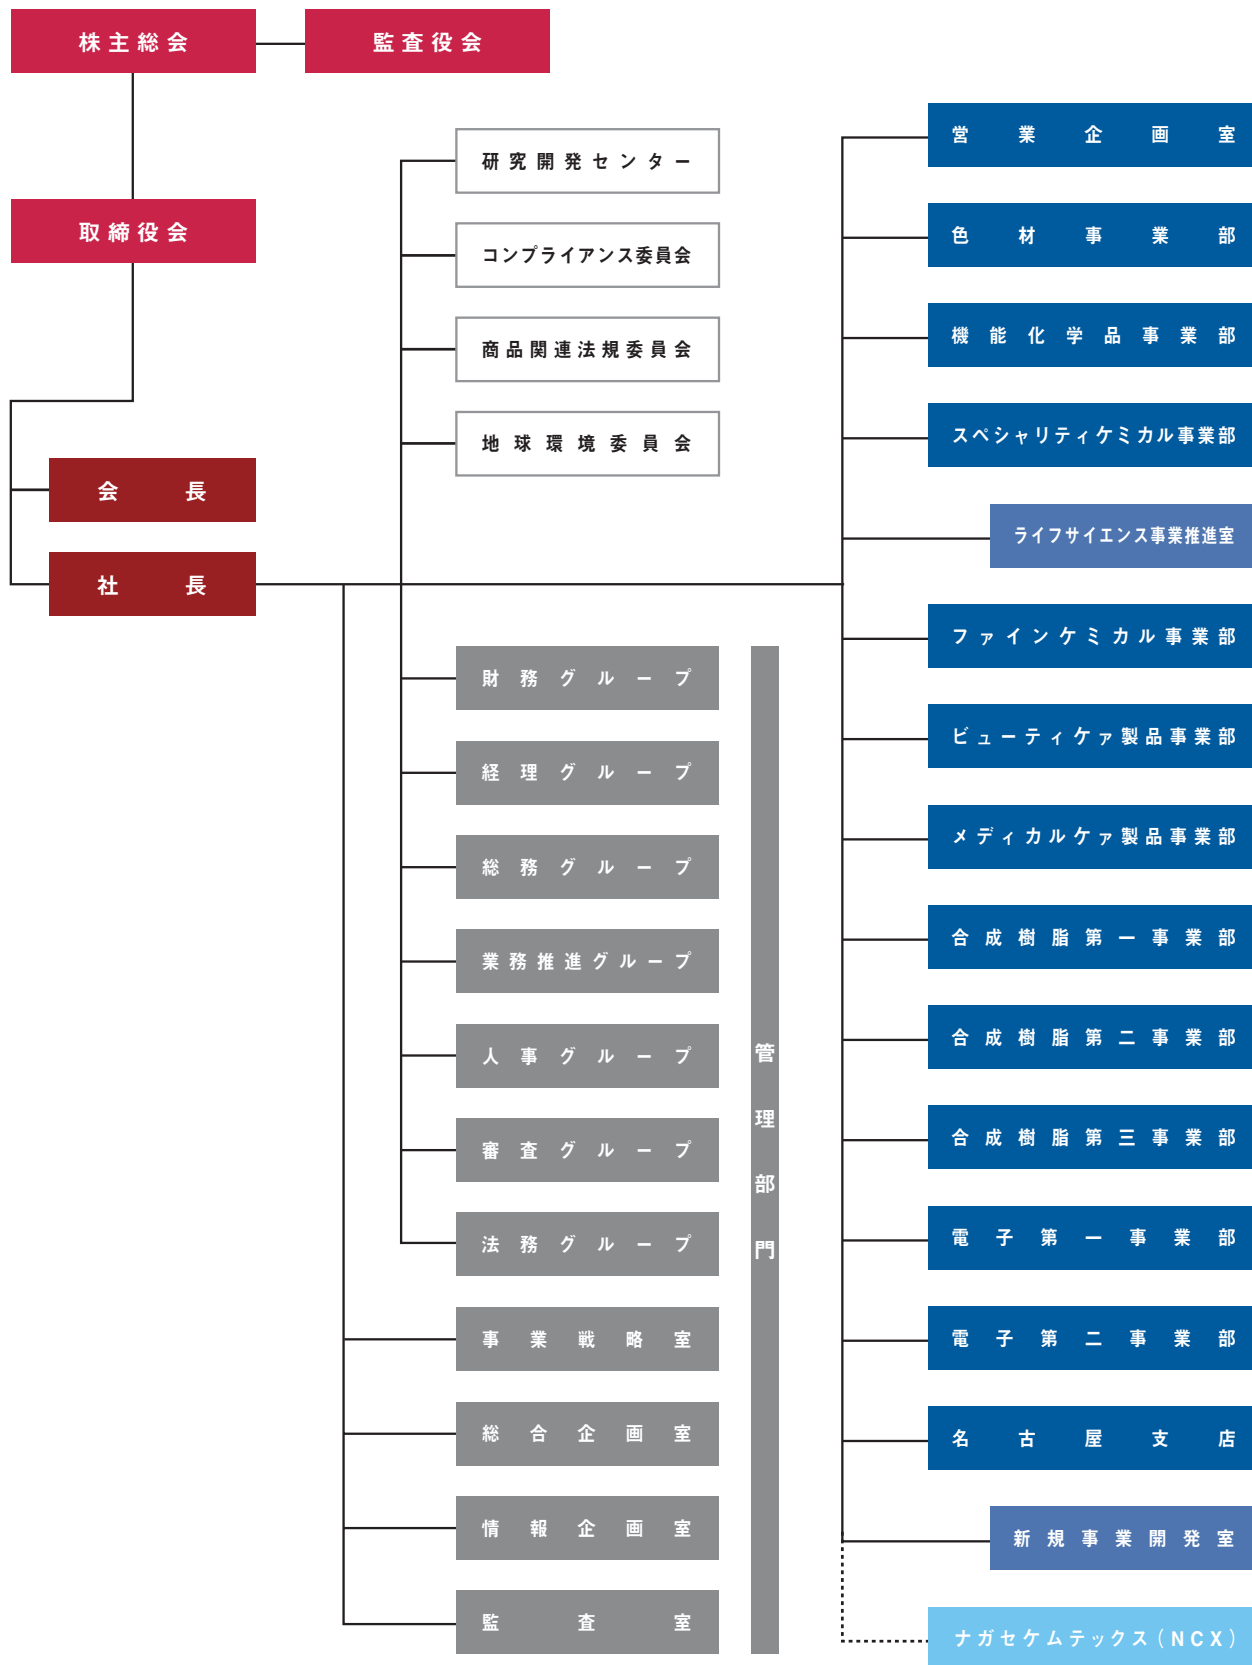 株主総会
監査役会
取締役会
会長
社長
研究開発センター
コンプライアンス委員会
商品関連法規委員会
地球環境委員会
財務グループ
経理グループ
総務グループ
業務推進グループ
人事グループ
審査グループ
法務グループ
事業戦略室
総合企画室
情報企画室
監査室
管理部門
営業企画室
色材事業部
機能化学品事業部
スペシャリティケミカル事業部
ライフサイエンス事業推進室
ファインケミカル事業部
ビューティケァ製品事業部
メディカルケァ製品事業部
合成樹脂第一事業部
合成樹脂第二事業部
合成樹脂第三事業部
電子第一事業部
電子第二事業部
名古屋支店
新規事業開発室
ナガセケムテックス(NCX)